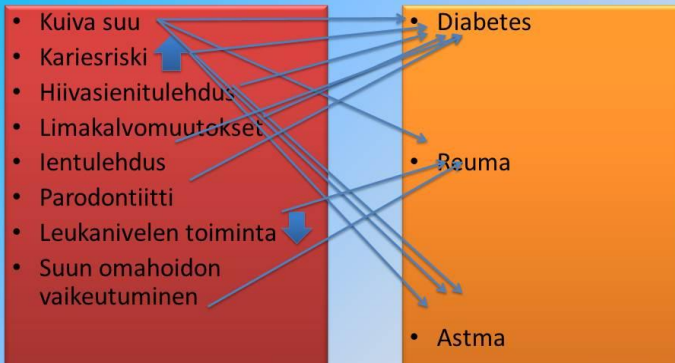 • Kuiva suu
• Kariesriski
• Hiivasienitulehdus
• Limakalvomuutokset
• Ientulehdus
• Parodontiitti
• Leukanivelen toiminta
• Suun omahoidon
vaikeutuminen
• Diabetes
• Reuma
• Astma